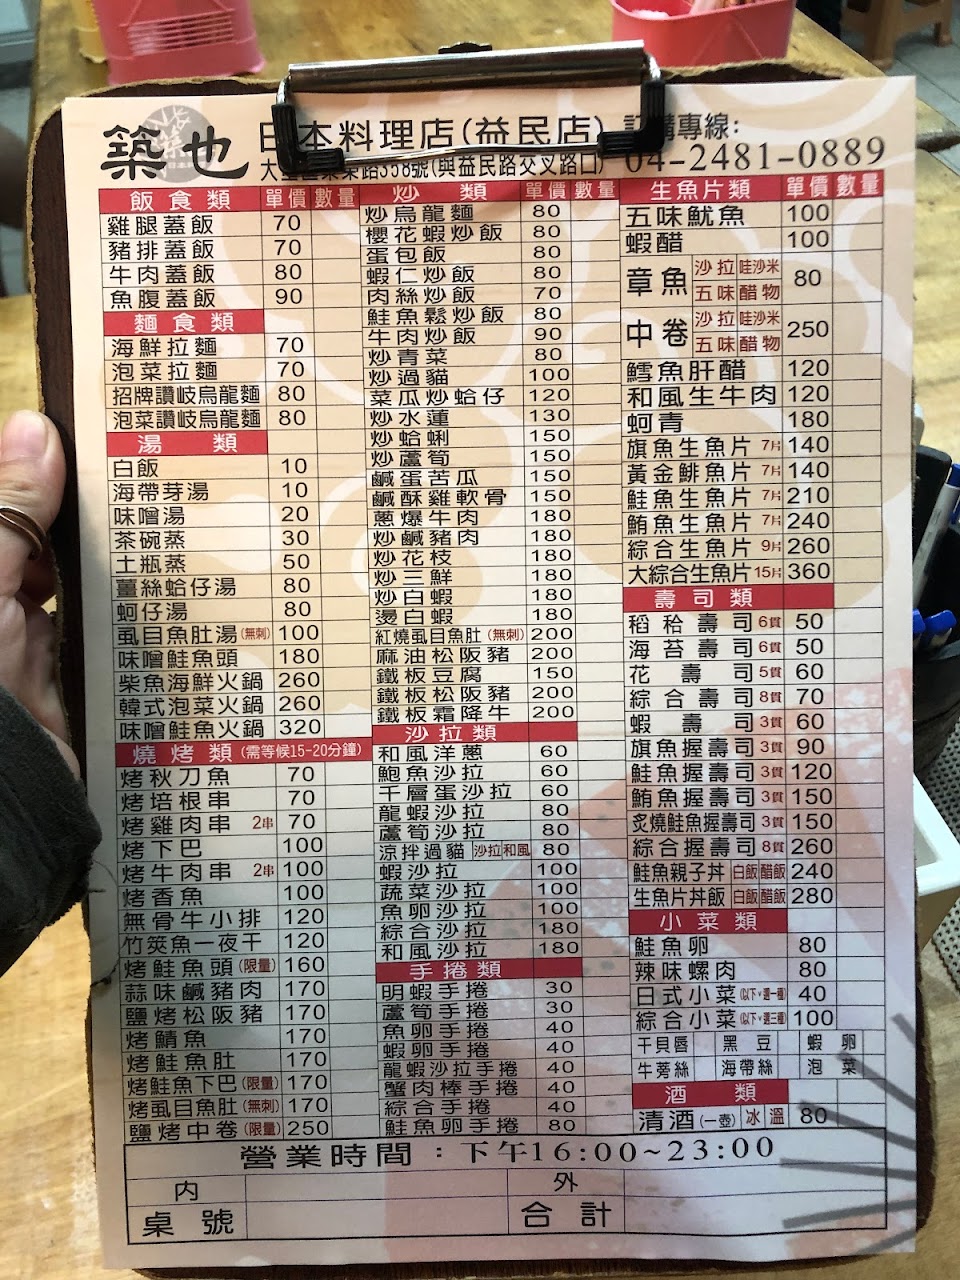 築也 日本料理店(益民店) 訂購專線:
358號(與益民路交叉路口) 04-2481-0889
飯食類 單價 數量
雞腿蓋飯 70
豬排蓋飯 70
牛肉蓋飯 80
魚腹蓋飯 90
麵食類
海鮮拉麵 70
泡菜拉麵 70
招牌讚岐烏龍麵 80
泡菜讚岐烏龍麵 80
湯類
白飯 10
海帶芽湯 10
味噌湯 20
茶碗蒸 30
土瓶蒸 50
薑絲蛤仔湯 80
蚵仔湯 80
虱目魚肚湯(無刺) 100
味噌鮭魚頭 180
柴魚海鮮火鍋 260
韓式泡菜火鍋 260
味噌鮭魚火鍋 320
燒烤類(需等候15-20分鐘)
烤秋刀魚 70
烤培根串 70
烤雞肉串 2串 70
烤下巴 100
烤牛肉串 2串 100
烤香魚 100
無骨牛小排 120
竹筴魚一夜干 120
烤鮭魚頭(限量) 160
蒜味鹹豬肉 170
鹽烤松阪豬 170
烤鯖魚 170
烤鮭魚肚 170
烤鮭魚下巴(限量) 170
烤虱目魚肚(無刺) 170
鹽烤中卷(限量) 250
炒類 單價 數量
炒烏龍麵 80
櫻花蝦炒飯 80
蛋包飯 80
蝦仁炒飯 80
肉絲炒飯 70
鮭魚鬆炒飯 80
牛肉炒飯 90
炒青菜 80
炒過貓 100
菜瓜炒蛤仔 120
炒水蓮 130
炒蛤蜊 150
炒蘆筍 150
鹹蛋苦瓜 150
鹹酥雞軟骨 150
蔥爆牛肉 180
炒鹹豬肉 180
炒花枝 180
炒三鮮 180
炒白蝦 180
燙白蝦 180
紅燒虱目魚肚(無刺) 200
麻油松阪豬 200
鐵板豆腐 150
鐵板松阪豬 200
鐵板霜降牛 200
沙拉類
和風洋蔥 60
鮑魚沙拉 60
千層蛋沙拉 60
龍蝦沙拉 80
蘆筍沙拉 80
涼拌過貓 沙拉 和風 80
蝦沙拉 100
蔬菜沙拉 100
魚卵沙拉 100
綜合沙拉 180
和風沙拉 180
手捲類
明蝦手捲 30
蘆筍手捲 30
魚卵手捲 40
蝦卵手捲 40
龍蝦沙拉手捲 40
蟹肉棒手捲 40
綜合手捲 40
鮭魚卵手捲 80
生魚片類 單價 數量
五味魷魚 100
蝦醋 100
章魚 沙拉 哇沙米 五味 醋物 80
中卷 沙拉 哇沙米 五味 醋物 250
鱈魚肝醋 120
和風生牛肉 120
蚵青 180
旗魚生魚片 7片 140
黃金鯡魚片 7片 140
鮭魚生魚片 7片 210
鮪魚生魚片 7片 240
綜合生魚片 9片 260
大綜合生魚片 15片 360
壽司類
稻秴壽司 6貫 50
海苔壽司 6貫 50
花壽司 5貫 60
綜合壽司 8貫 70
蝦壽司 3貫 60
旗魚握壽司 3貫 90
鮭魚握壽司 3貫 120
鮪魚握壽司 3貫 150
炙燒鮭魚握壽司 3貫 150
綜合握壽司 8貫 260
鮭魚親子丼 白飯 醋飯 240
生魚片丼飯 白飯 醋飯 280
小菜類
鮭魚卵 80
辣味螺肉 80
日式小菜(以下v選一種) 40
綜合小菜(以下v選三種) 100
干貝唇 黑豆 蝦卵
牛蒡絲 海帶絲 泡菜
酒類
清酒(一壺) 冰 溫 80
營業時間：下午16:00~23:00
內 外
桌號 合計